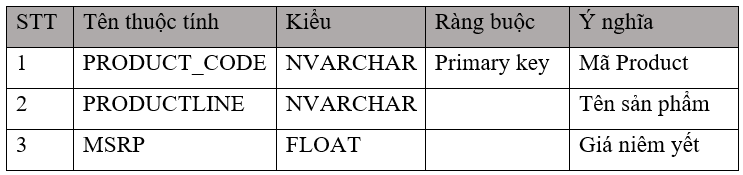 STT Tên thuộc tính Kiểu Ràng buộc Ý nghĩa
1 PRODUCT_CODE NVARCHAR Primary key Mã Product
2 PRODUCTLINE NVARCHAR Tên sản phẩm
3 MSRP FLOAT Giá niêm yết